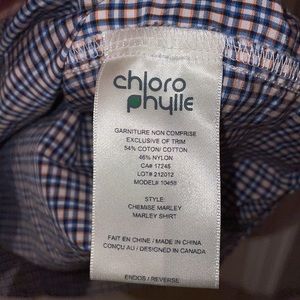 chloro
phylle
GARNITURE NON COMPRISE
EXCLUSIVE OF TRIM
54% COTON/ COTTON
46% NYLON
CA# 17245
LOT# 212012
MODEL# 10458
STYLE:
CHEMISE MARLEY
MARLEY SHIRT
FAIT EN CHINE / MADE IN CHINA
CONÇU AU / DESIGNED IN CANADA
ENDOS / REVERSE